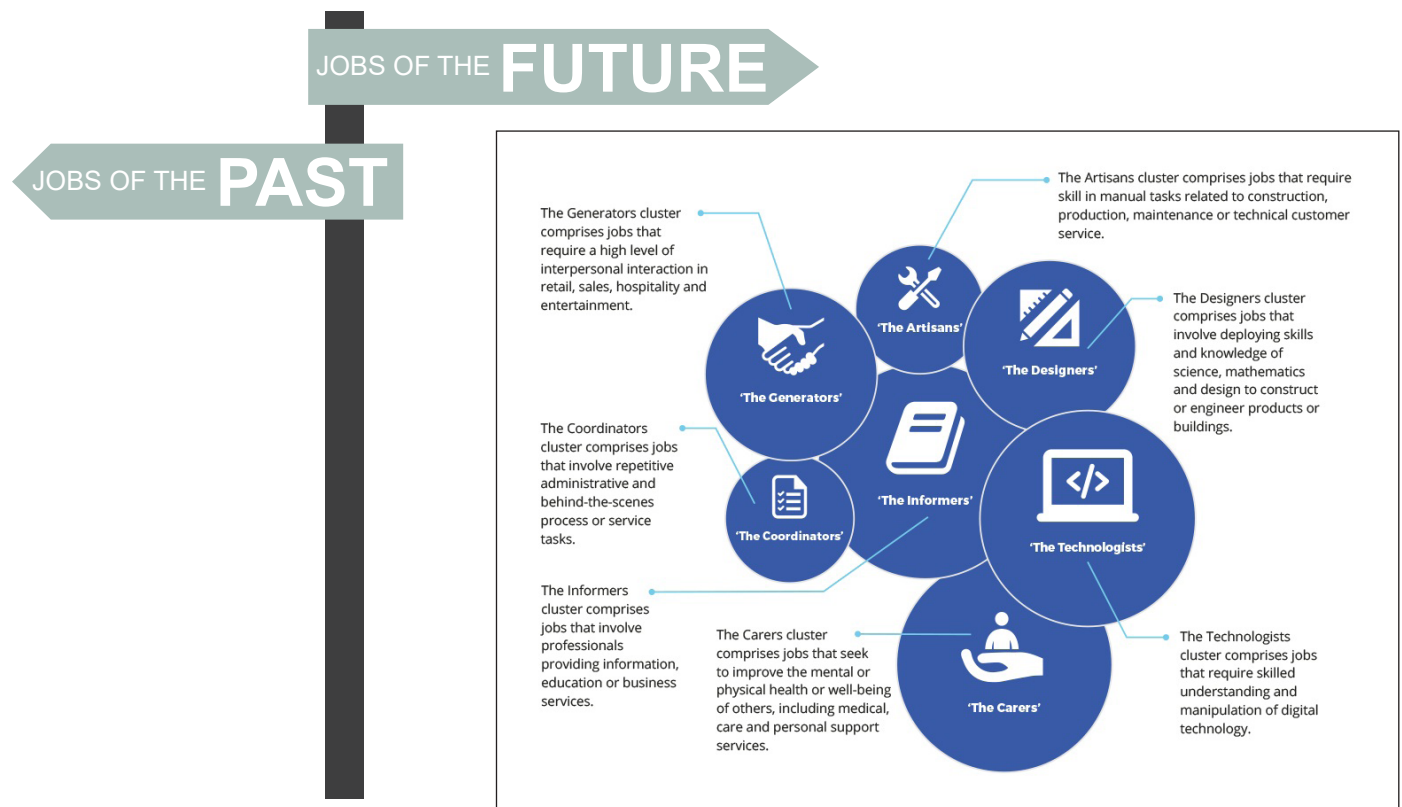 JOBS OF THE FUTURE
JOBS OF THE PAST
The Artisans cluster comprises jobs that require
skill in manual tasks related to construction,
production, maintenance or technical customer
service.
The Generators cluster
comprises jobs that
require a high level of
interpersonal interaction in
retail, sales, hospitality and
entertainment.
The Designers cluster
comprises jobs that
involve deploying skills
and knowledge of
science, mathematics
and design to construct
or engineer products or
buildings.
'The Artisans'
'The Designers'
'The Generators'
The Coordinators
cluster comprises jobs
that involve repetitive
administrative and
behind-the-scenes
process or service
tasks.
</>
'The Informers'
'The Coordinators'
'The Technologists'
The Informers
cluster comprises
jobs that involve
professionals
providing information,
education or business
services.
The Carers cluster
comprises jobs that seek
to improve the mental or
physical health or well-being
of others, including medical,
care and personal support
services.
'The Carers'
The Technologists
cluster comprises jobs
that require skilled
understanding and
manipulation of digital
technology.